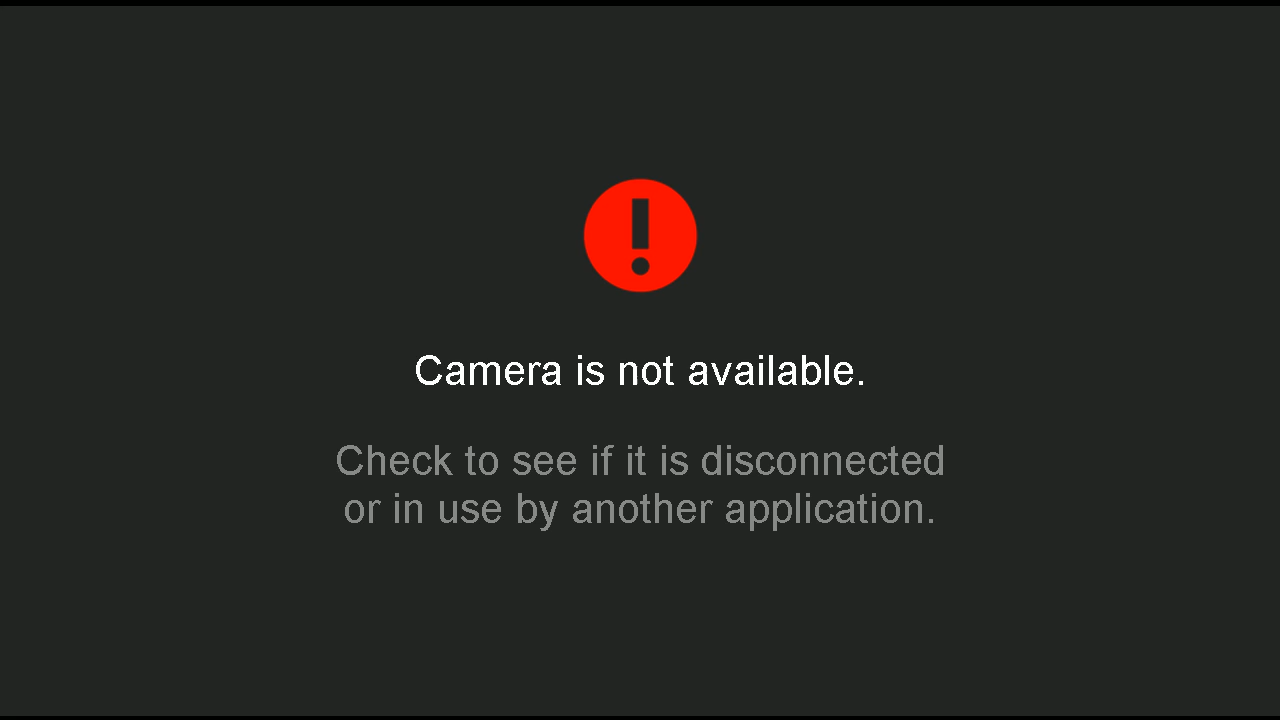 Camera is not available.
Check to see if it is disconnected
or in use by another application.